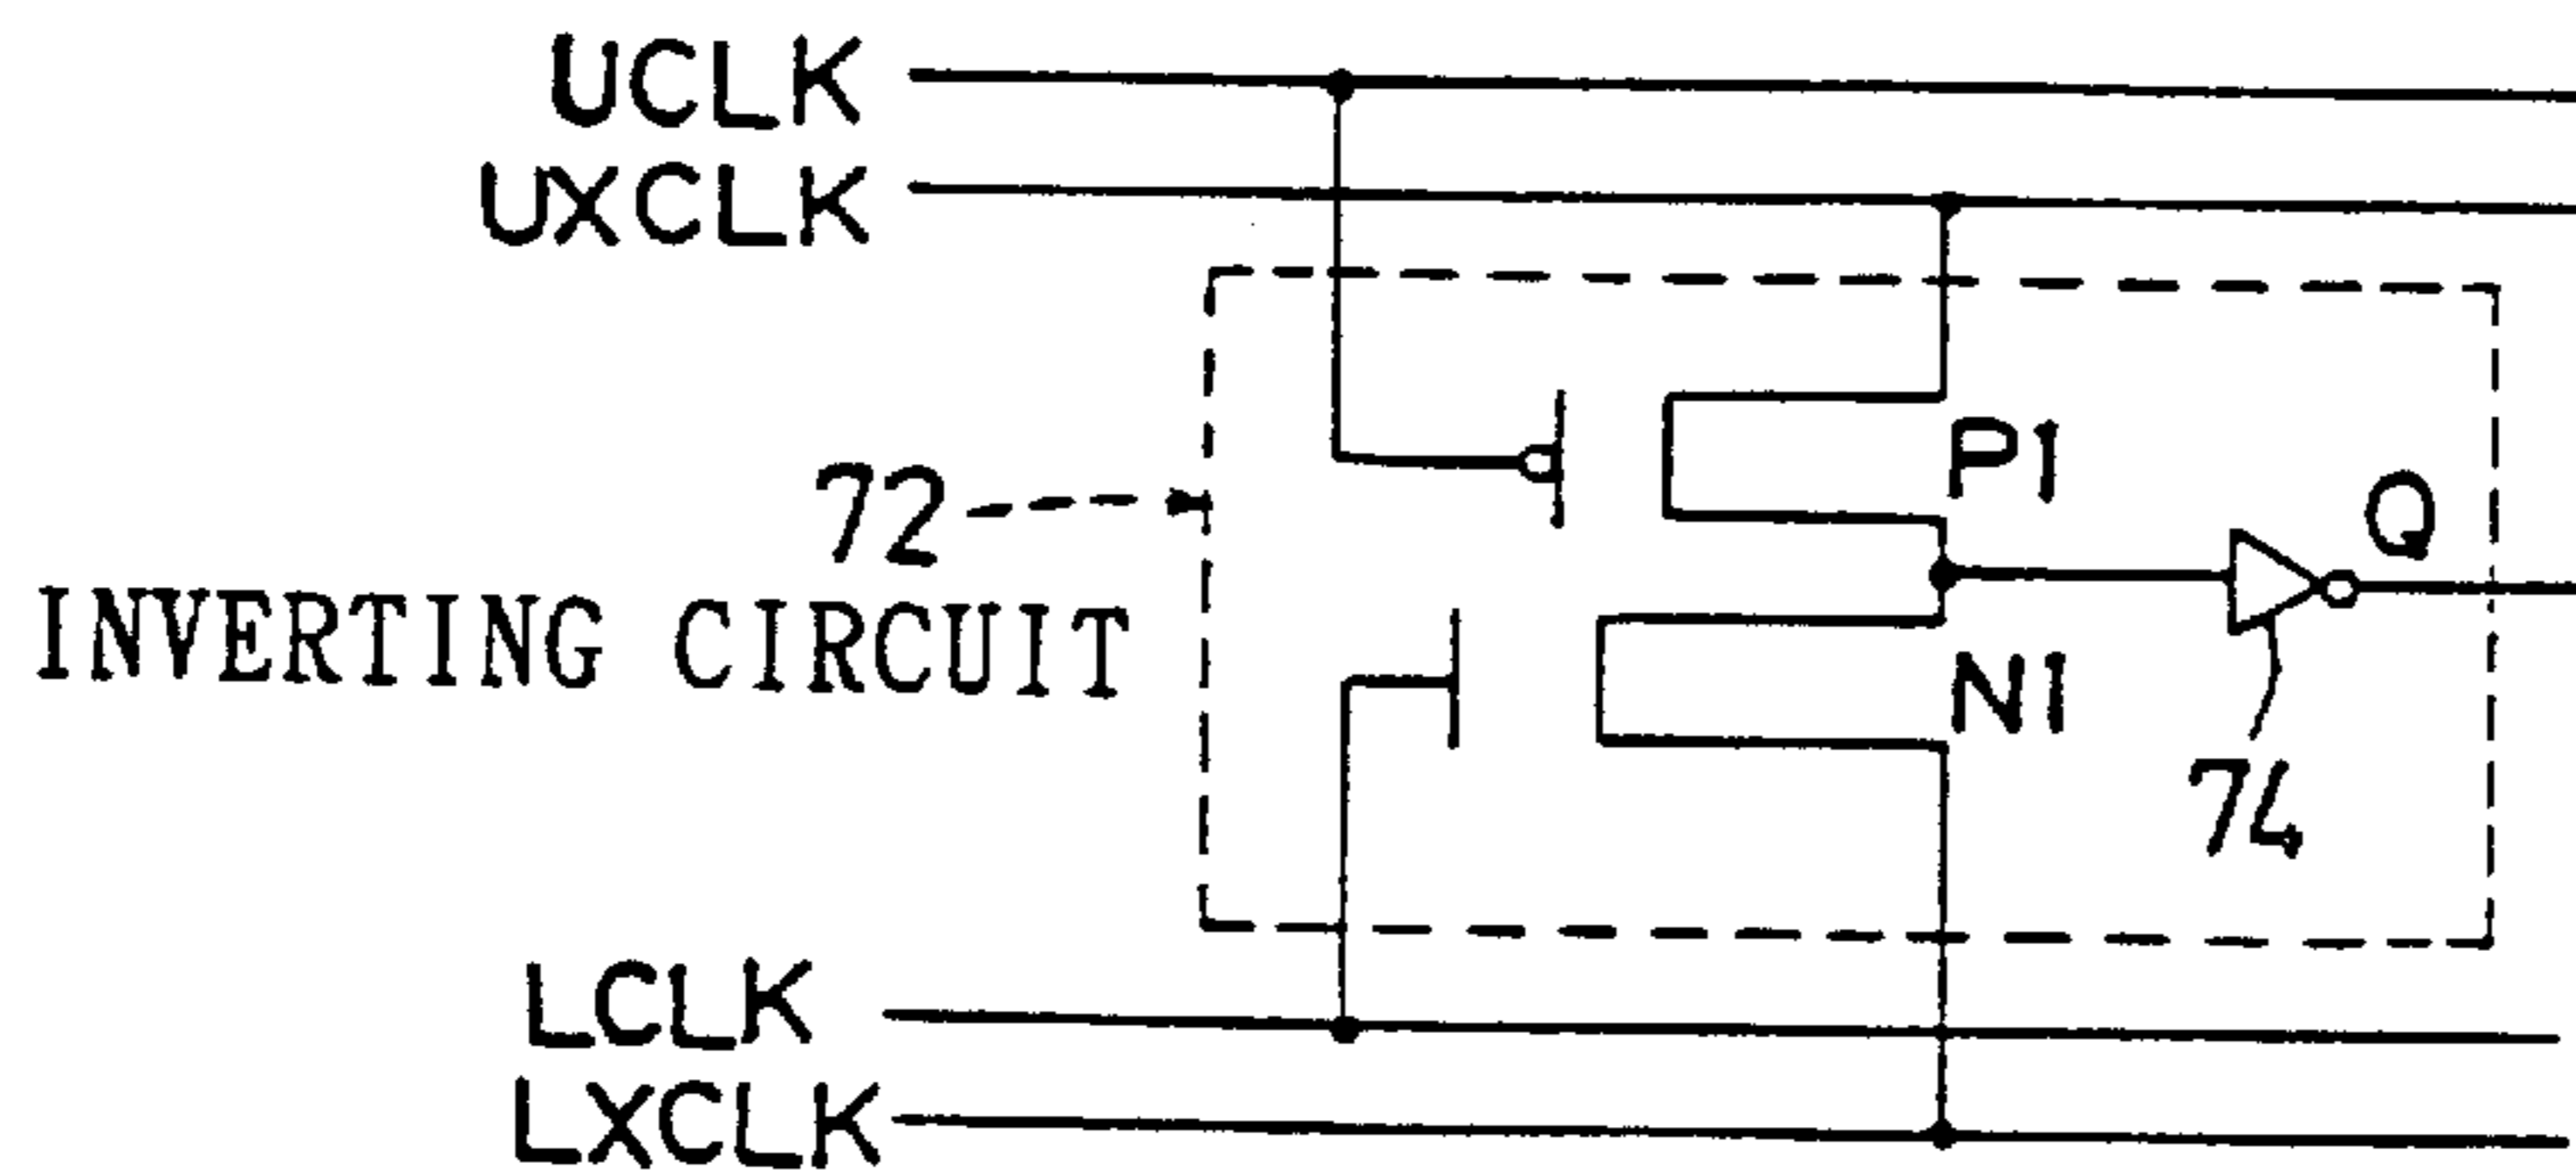 UCLK
UXCLK
P1
Q
72
INVERTING CIRCUIT
N1
74
LCLK
LXCLK